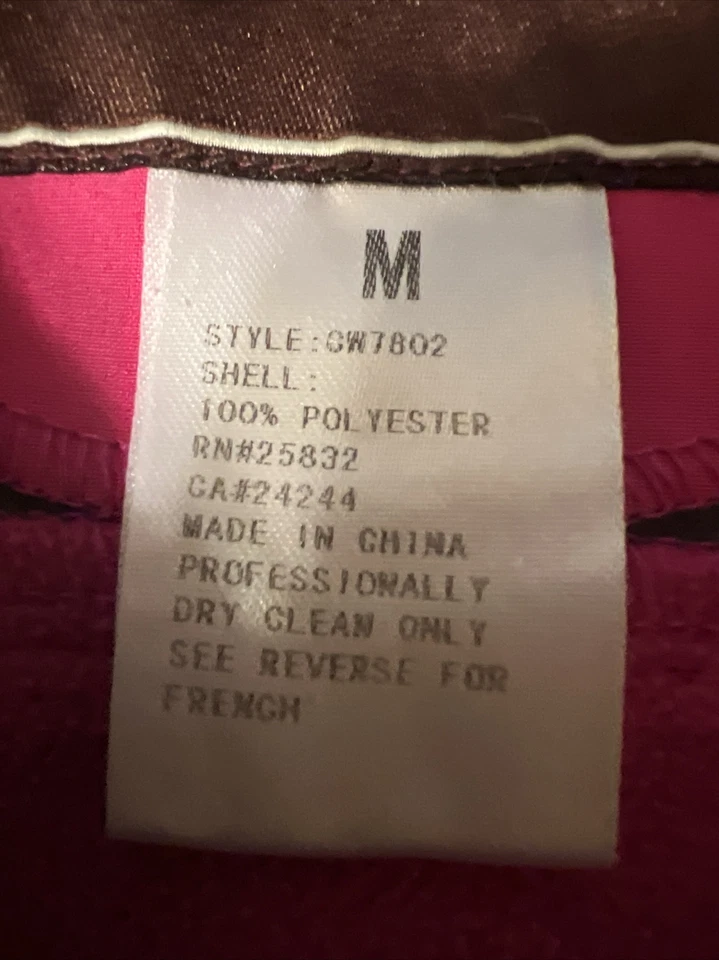 M
STYLE:CW7802
SHELL:
100% POLYESTER
RN#25832
CA#24244
MADE IN CHINA
PROFESSIONALLY
DRY CLEAN ONLY
SEE REVERSE FOR
FRENCH